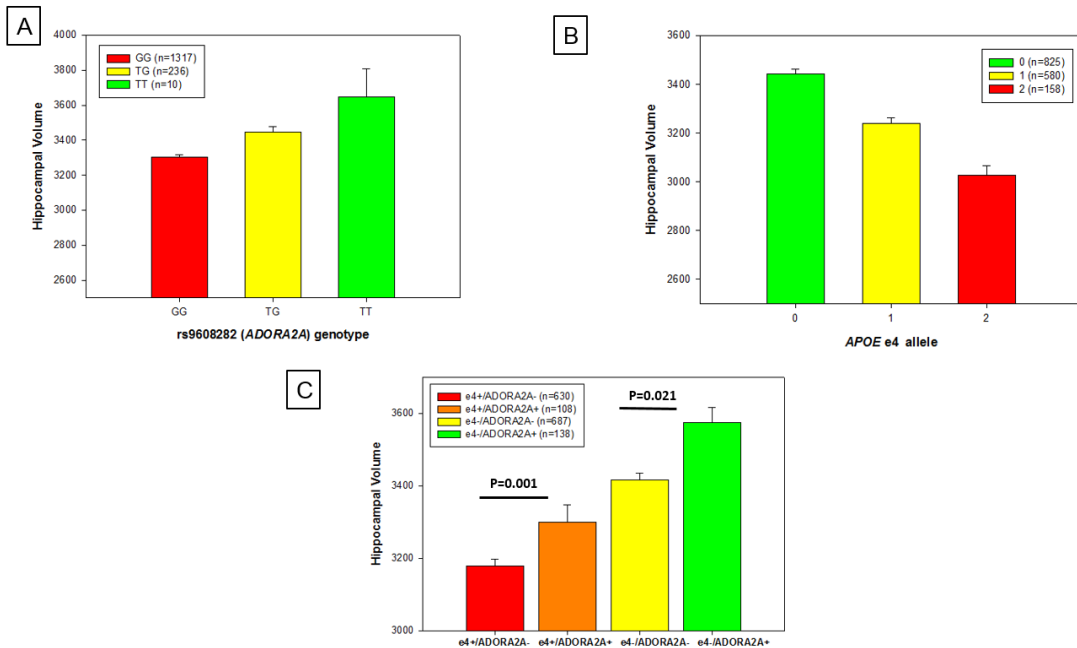 A
4000
3800
3600
3400
3200
3000
2800
2600
Hippocampal Volume
GG (n=1317)
TG (n=236)
TT (n=10)
GG TG TT
rs9608282 (ADORA2A) genotype
B
3600
3400
3200
3000
2800
2600
Hippocampal Volume
0 (n=825)
1 (n=580)
2 (n=158)
0 1 2
APOE e4 allele
C
3600
3400
3200
3000
Hippocampal Volume
e4+/ADORA2A- (n=630)
e4+/ADORA2A+ (n=108)
e4-/ADORA2A- (n=687)
e4-/ADORA2A+ (n=138)
P=0.021
P=0.001
e4+/ADORA2A- e4+/ADORA2A+ e4-/ADORA2A- e4-/ADORA2A+